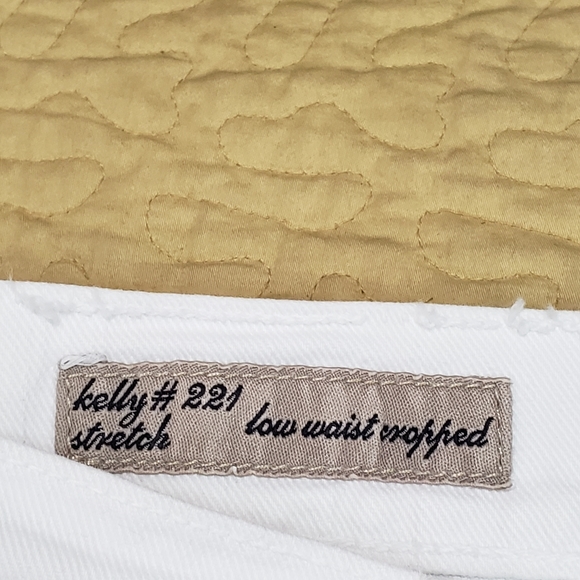 kelly # 221
stretch low waist cropped